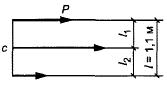 P
l₁
c
l₂
l = 1,1 м